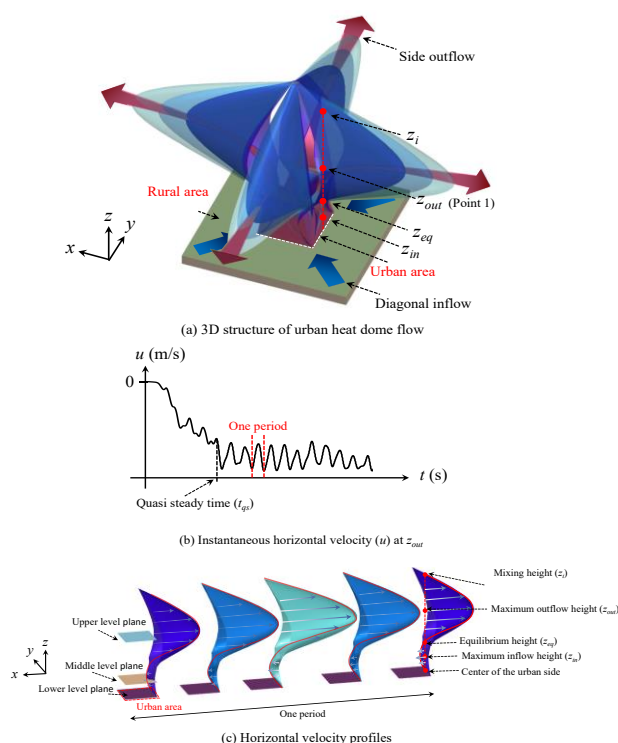 Side outflow
z_i
Rural area
z_out (Point 1)
z_eq
z_in
Urban area
Diagonal inflow
z
y
x
(a) 3D structure of urban heat dome flow
u (m/s)
0
One period
t (s)
Quasi steady time (t_qs)
(b) Instantaneous horizontal velocity (u) at z_out
Mixing height (z_i)
Upper level plane
Maximum outflow height (z_out)
z
y
x
Equilibrium height (z_eq)
Middle level plane
Maximum inflow height (z_in)
Lower level plane
Center of the urban side
Urban area
One period
(c) Horizontal velocity profiles